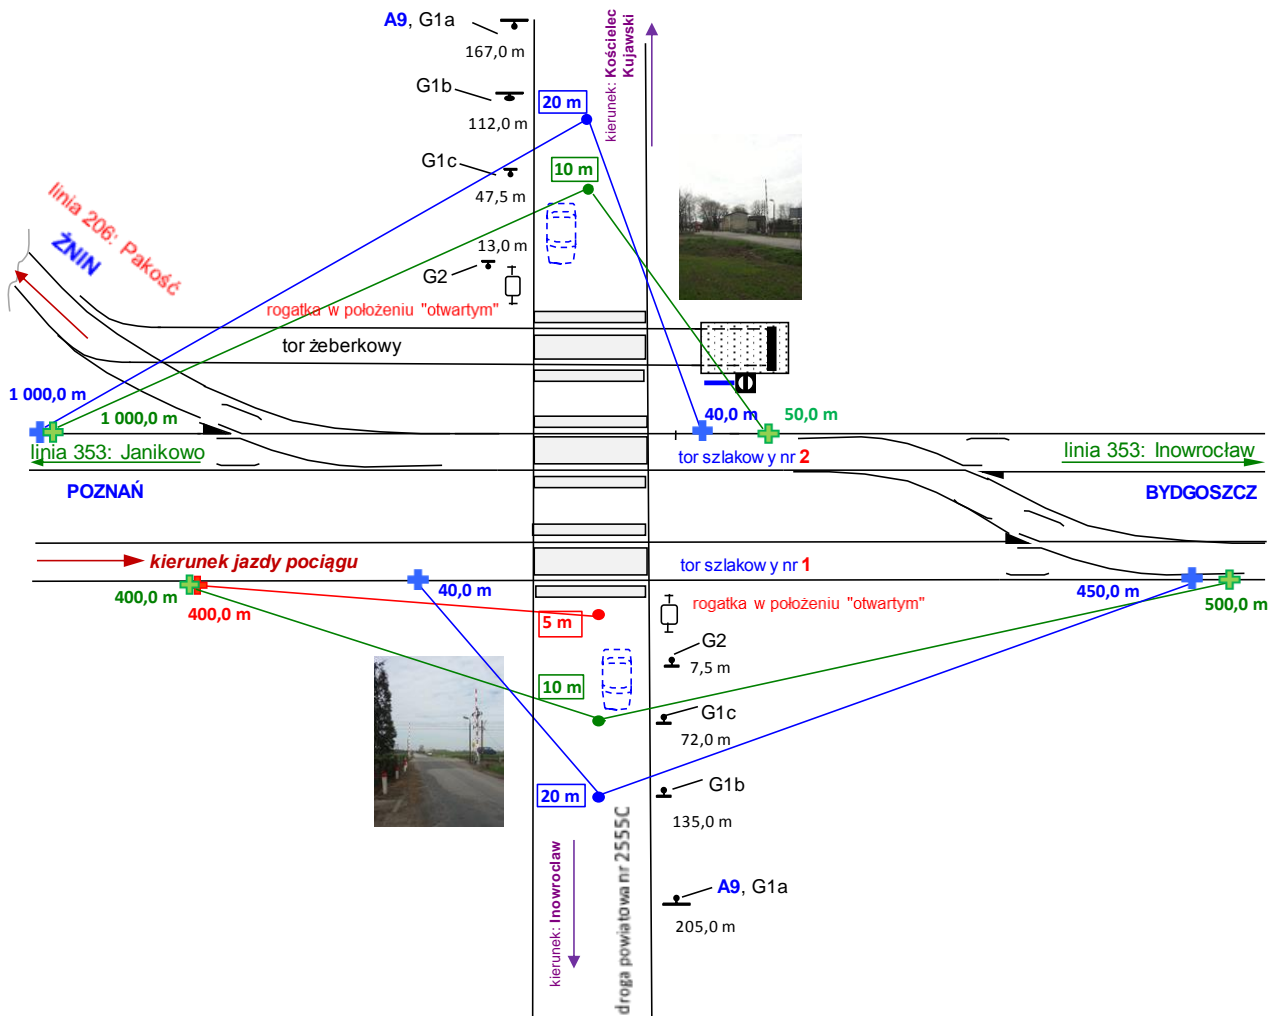 A9, G1a
167,0 m
G1b
112,0 m
G1c
47,5 m
13,0 m
G2
20 m
10 m
kierunek: Kościelec
Kujawski
linia 206: Pakość
ŻNIN
rogatka w położeniu "otwartym"
tor żeberkowy
1 000,0 m
1 000,0 m
40,0 m
50,0 m
linia 353: Janikowo
tor szlakowy nr 2
linia 353: Inowrocław
POZNAŃ
BYDGOSZCZ
kierunek jazdy pociągu
tor szlakowy nr 1
400,0 m
400,0 m
40,0 m
450,0 m
500,0 m
5 m
rogatka w położeniu "otwartym"
G2
7,5 m
10 m
G1c
72,0 m
20 m
G1b
135,0 m
kierunek: Inowrocław
droga powiatowa nr 2555C
A9, G1a
205,0 m